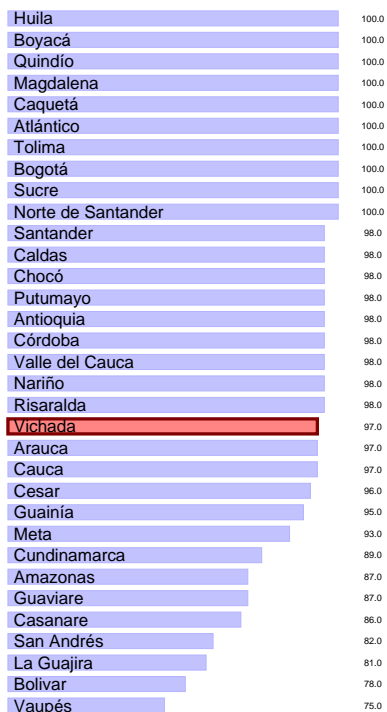 Huila 100.0
Boyacá 100.0
Quindío 100.0
Magdalena 100.0
Caquetá 100.0
Atlántico 100.0
Tolima 100.0
Bogotá 100.0
Sucre 100.0
Norte de Santander 100.0
Santander 98.0
Caldas 98.0
Chocó 98.0
Putumayo 98.0
Antioquia 98.0
Córdoba 98.0
Valle del Cauca 98.0
Nariño 98.0
Risaralda 98.0
Vichada 97.0
Arauca 97.0
Cauca 97.0
Cesar 96.0
Guainía 95.0
Meta 93.0
Cundinamarca 89.0
Amazonas 87.0
Guaviare 87.0
Casanare 86.0
San Andrés 82.0
La Guajira 81.0
Bolivar 78.0
Vaupés 75.0